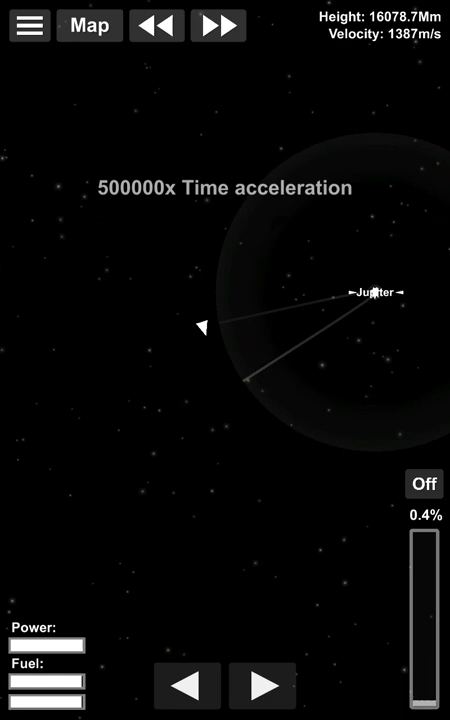 Map
Height: 16078.7Mm
Velocity: 1387m/s
500000x Time acceleration
Jupiter
Off
0.4%
Power:
Fuel: